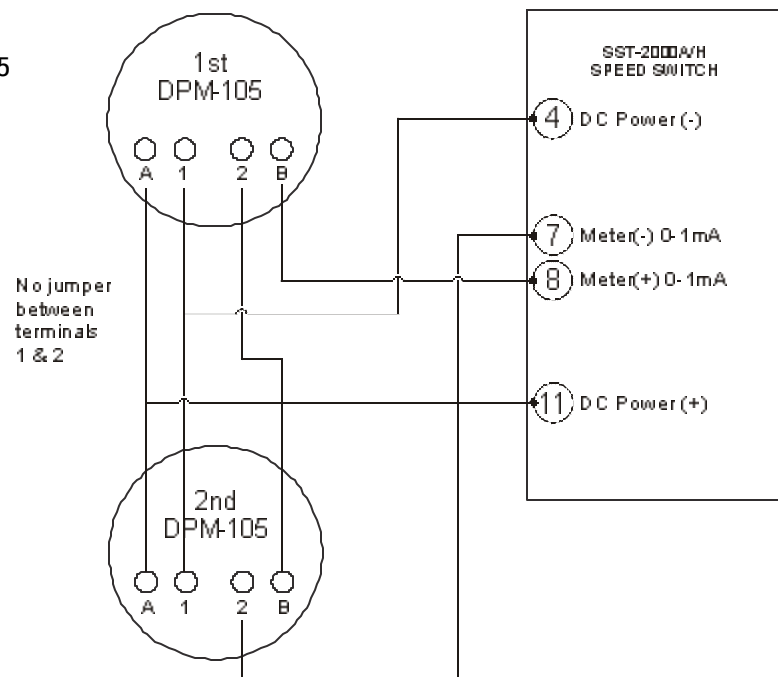 5
1st
DPM-105
A 1 2 B
SST-2000A/H
SPEED SWITCH
4 DC Power (-)
7 Meter(-) 0-1mA
8 Meter(+) 0-1mA
No jumper
between
terminals
1 & 2
11 DC Power (+)
2nd
DPM-105
A 1 2 B